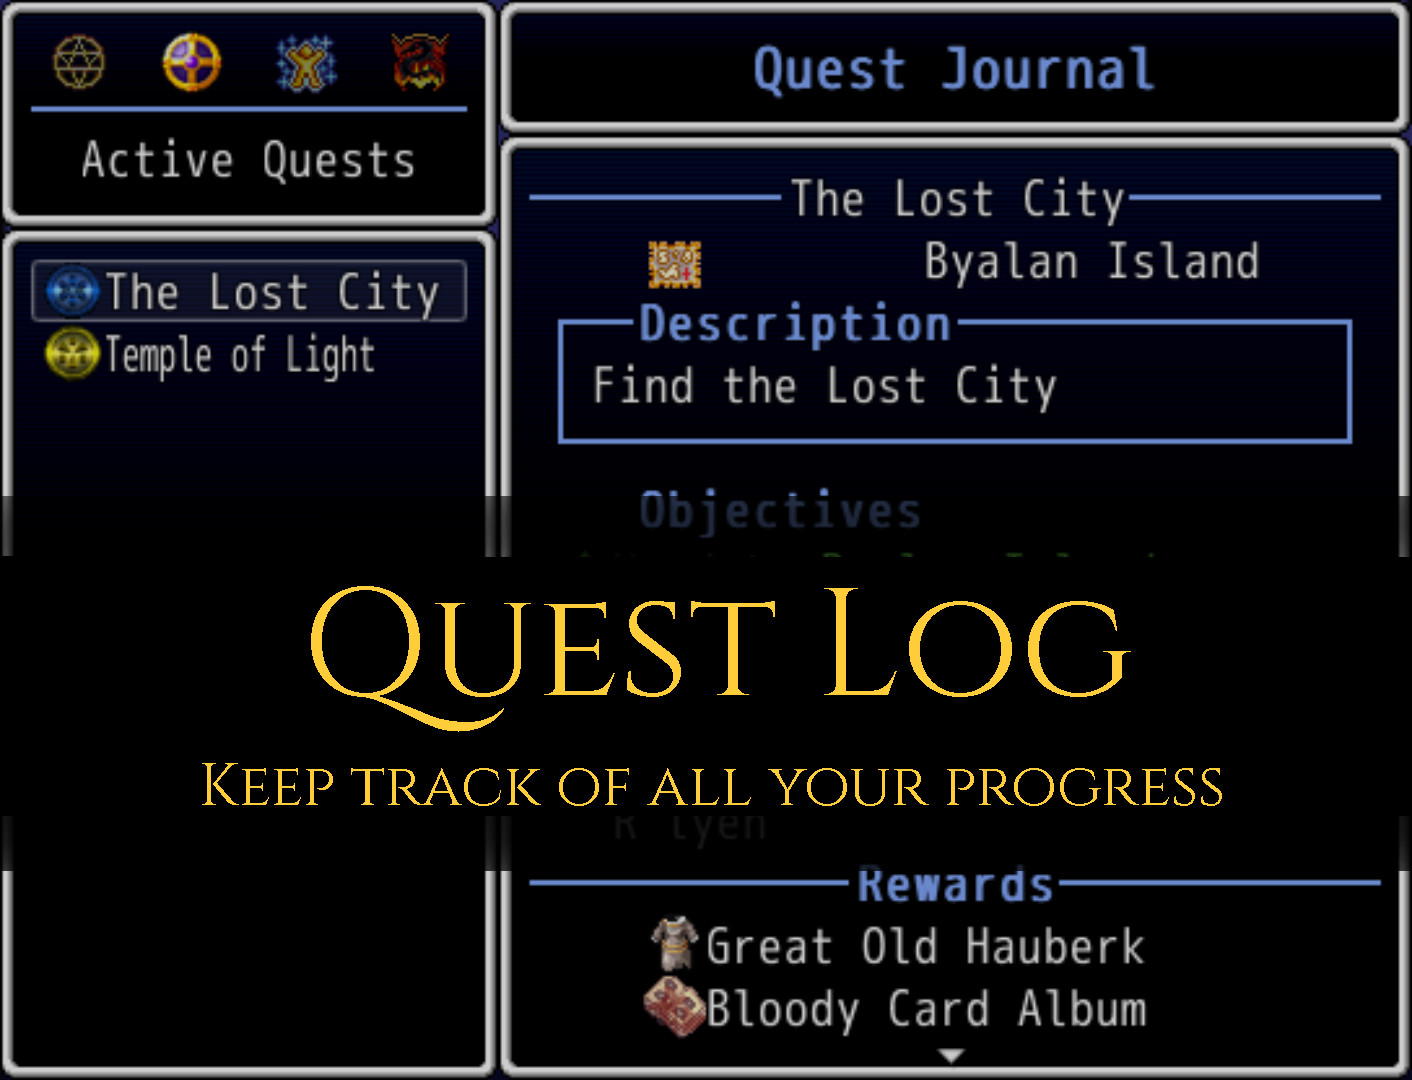 Active Quests
The Lost City
Temple of Light
Quest Journal
The Lost City
Byalan Island
Description
Find the Lost City
Objectives
Quest Log
Keep track of all your progress
Rewards
Great Old Hauberk
Bloody Card Album